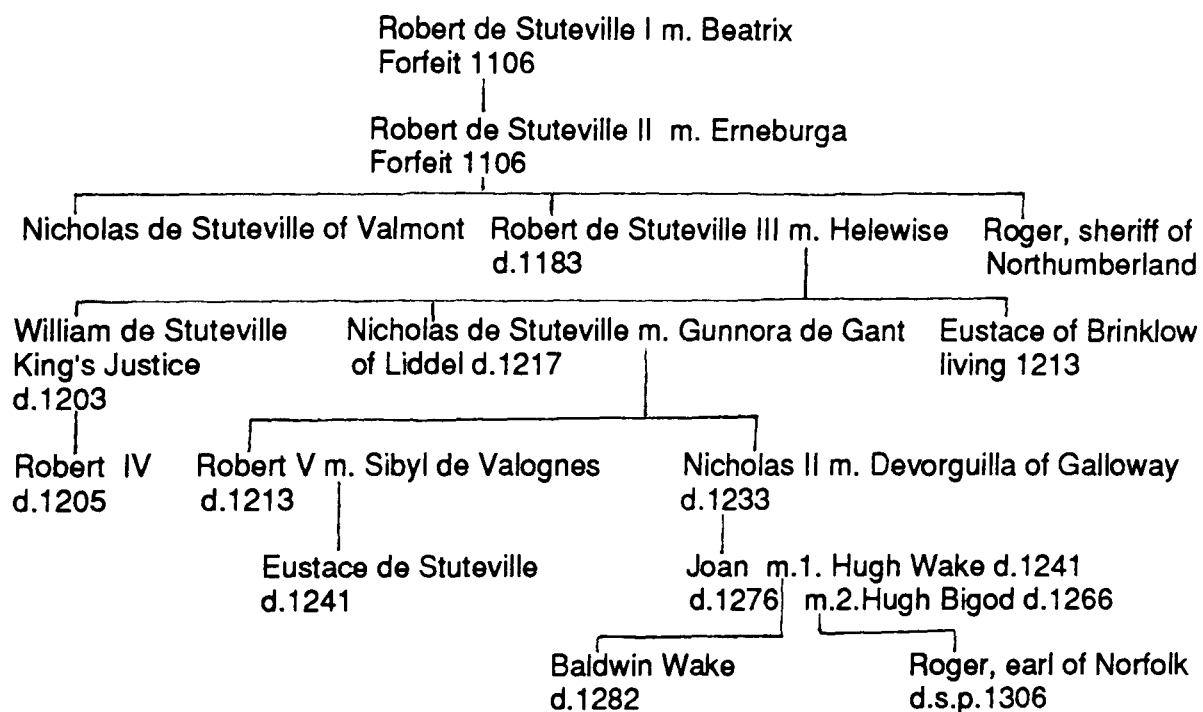 Robert de Stuteville I m. Beatrix
Forfeit 1106
Robert de Stuteville II m. Erneburga
Forfeit 1106
Nicholas de Stuteville of Valmont Robert de Stuteville III m. Helewise Roger, sheriff of
d.1183 Northumberland
William de Stuteville Nicholas de Stuteville m. Gunnora de Gant Eustace of Brinklow
King's Justice of Liddel d.1217 living 1213
d.1203
Robert IV Robert V m. Sibyl de Valognes Nicholas II m. Devorguilla of Galloway
d.1205 d.1213 d.1233
Eustace de Stuteville Joan m.1. Hugh Wake d.1241
d.1241 d.1276 m.2.Hugh Bigod d.1266
Baldwin Wake Roger, earl of Norfolk
d.1282 d.s.p.1306